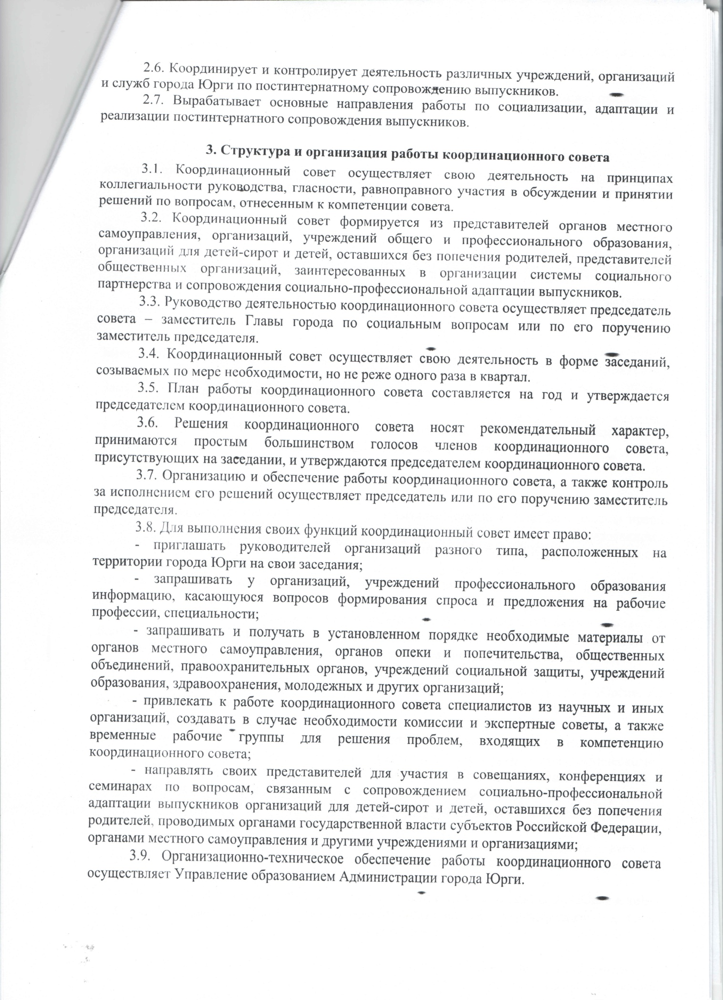 2.6. Координирует и контролирует деятельность различных учреждений, организаций
и служб города Юрги по постинтернатному сопровождению выпускников.
2.7. Вырабатывает основные направления работы по социализации, адаптации и
реализации постинтернатного сопровождения выпускников.
3. Структура и организация работы координационного совета
3.1. Координационный совет осуществляет свою деятельность на принципах
коллегиальности руководства, гласности, равноправного участия в обсуждении и принятии
решений по вопросам, отнесенным к компетенции совета.
3.2. Координационный совет формируется из представителей органов местного
самоуправления, организаций, учреждений общего и профессионального образования,
организаций для детей-сирот и детей, оставшихся без попечения родителей, представителей
общественных организаций, заинтересованных в организации системы социального
партнерства и сопровождения социально-профессиональной адаптации выпускников.
3.3. Руководство деятельностью координационного совета осуществляет председатель
совета – заместитель Главы города по социальным вопросам или по его поручению
заместитель председателя.
3.4. Координационный совет осуществляет свою деятельность в форме заседаний,
созываемых по мере необходимости, но не реже одного раза в квартал.
3.5. План работы координационного совета составляется на год и утверждается
председателем координационного совета.
3.6. Решения координационного совета носят рекомендательный характер,
принимаются простым большинством голосов членов координационного совета,
присутствующих на заседании, и утверждаются председателем координационного совета.
3.7. Организацию и обеспечение работы координационного совета, а также контроль
за исполнением его решений осуществляет председатель или по его поручению заместитель
председателя.
3.8. Для выполнения своих функций координационный совет имеет право:
- приглашать руководителей организаций разного типа, расположенных на
территории города Юрги на свои заседания;
- запрашивать у организаций, учреждений профессионального образования
информацию, касающуюся вопросов формирования спроса и предложения на рабочие
профессии, специальности;
- запрашивать и получать в установленном порядке необходимые материалы от
органов местного самоуправления, органов опеки и попечительства, общественных
объединений, правоохранительных органов, учреждений социальной защиты, учреждений
образования, здравоохранения, молодежных и других организаций;
- привлекать к работе координационного совета специалистов из научных и иных
организаций, создавать в случае необходимости комиссии и экспертные советы, а также
временные рабочие группы для решения проблем, входящих в компетенцию
координационного совета;
- направлять своих представителей для участия в совещаниях, конференциях и
семинарах по вопросам, связанным с сопровождением социально-профессиональной
адаптации выпускников организаций для детей-сирот и детей, оставшихся без попечения
родителей, проводимых органами государственной власти субъектов Российской Федерации,
органами местного самоуправления и другими учреждениями и организациями;
3.9. Организационно-техническое обеспечение работы координационного совета
осуществляет Управление образованием Администрации города Юрги.